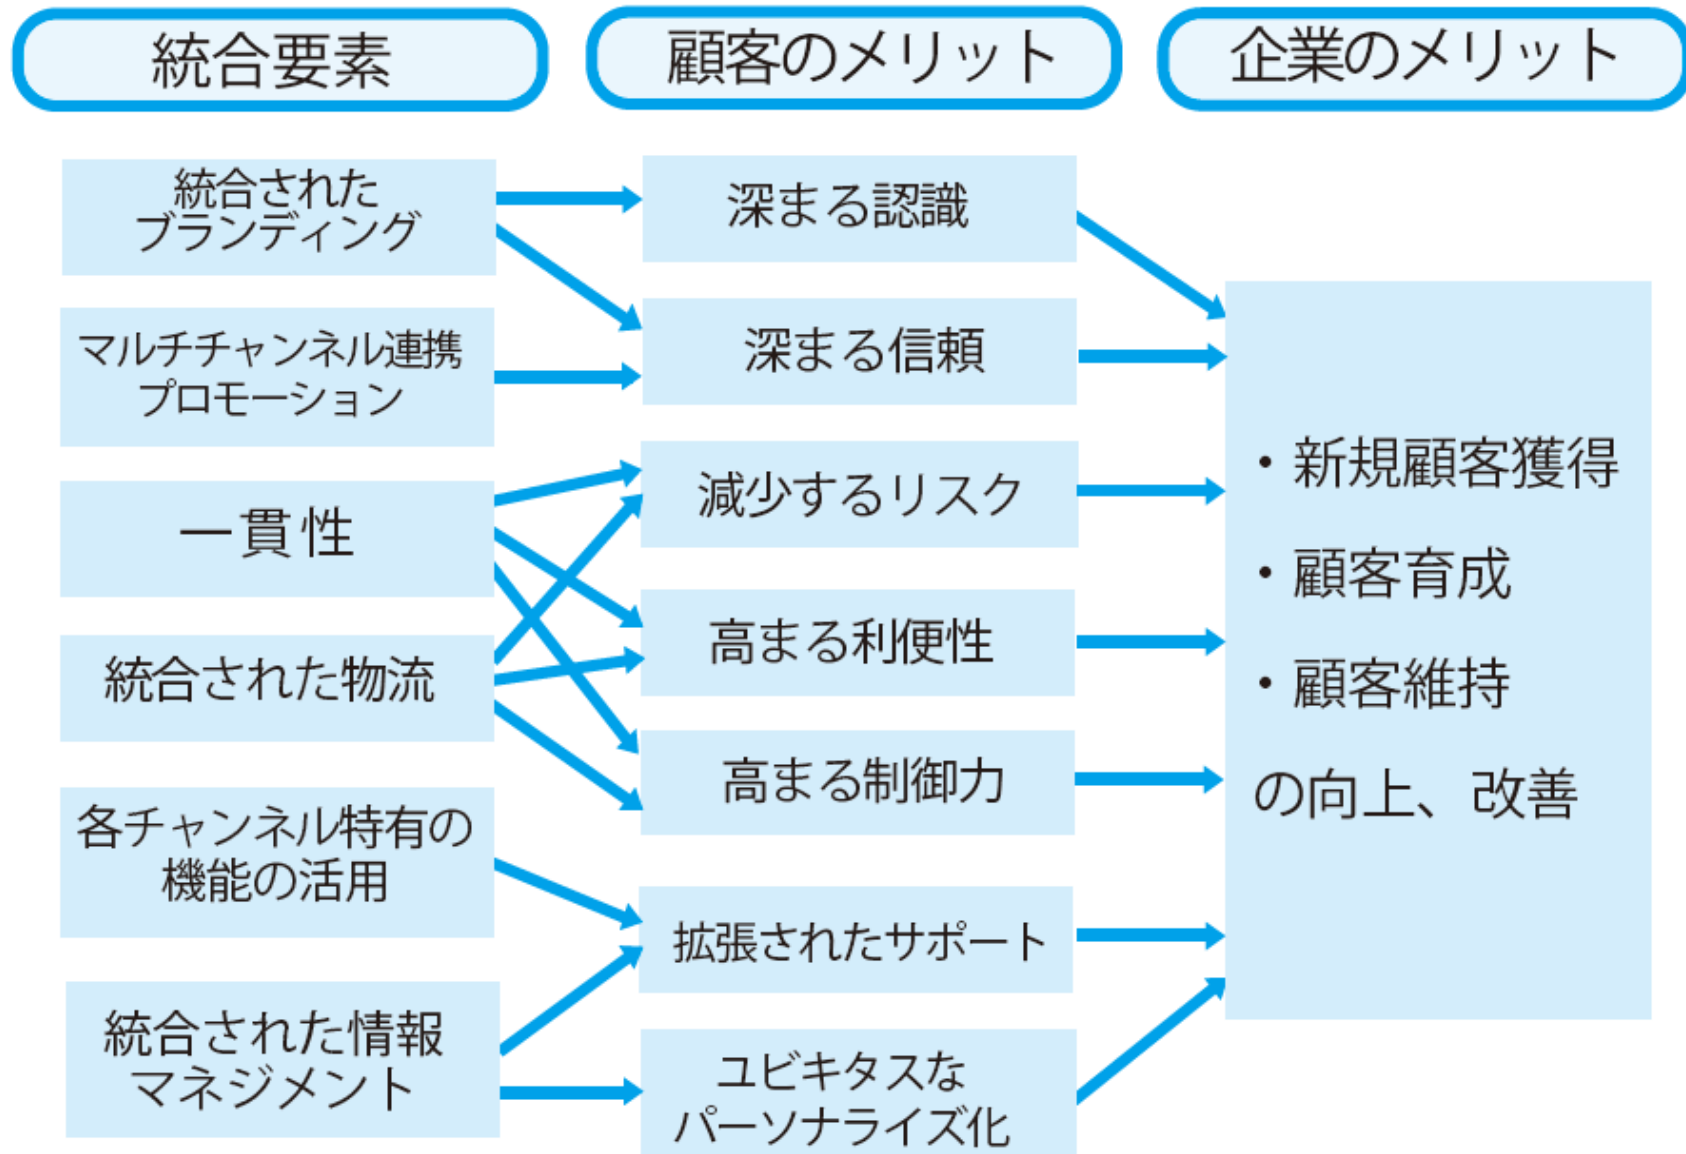 統合要素
顧客のメリット
企業のメリット
統合された
ブランディング
マルチチャンネル連携
プロモーション
一貫性
統合された物流
各チャンネル特有の
機能の活用
統合された情報
マネジメント
深まる認識
深まる信頼
減少するリスク
高まる利便性
高まる制御力
拡張されたサポート
ユビキタスな
パーソナライズ化
・新規顧客獲得
・顧客育成
・顧客維持
の向上、改善